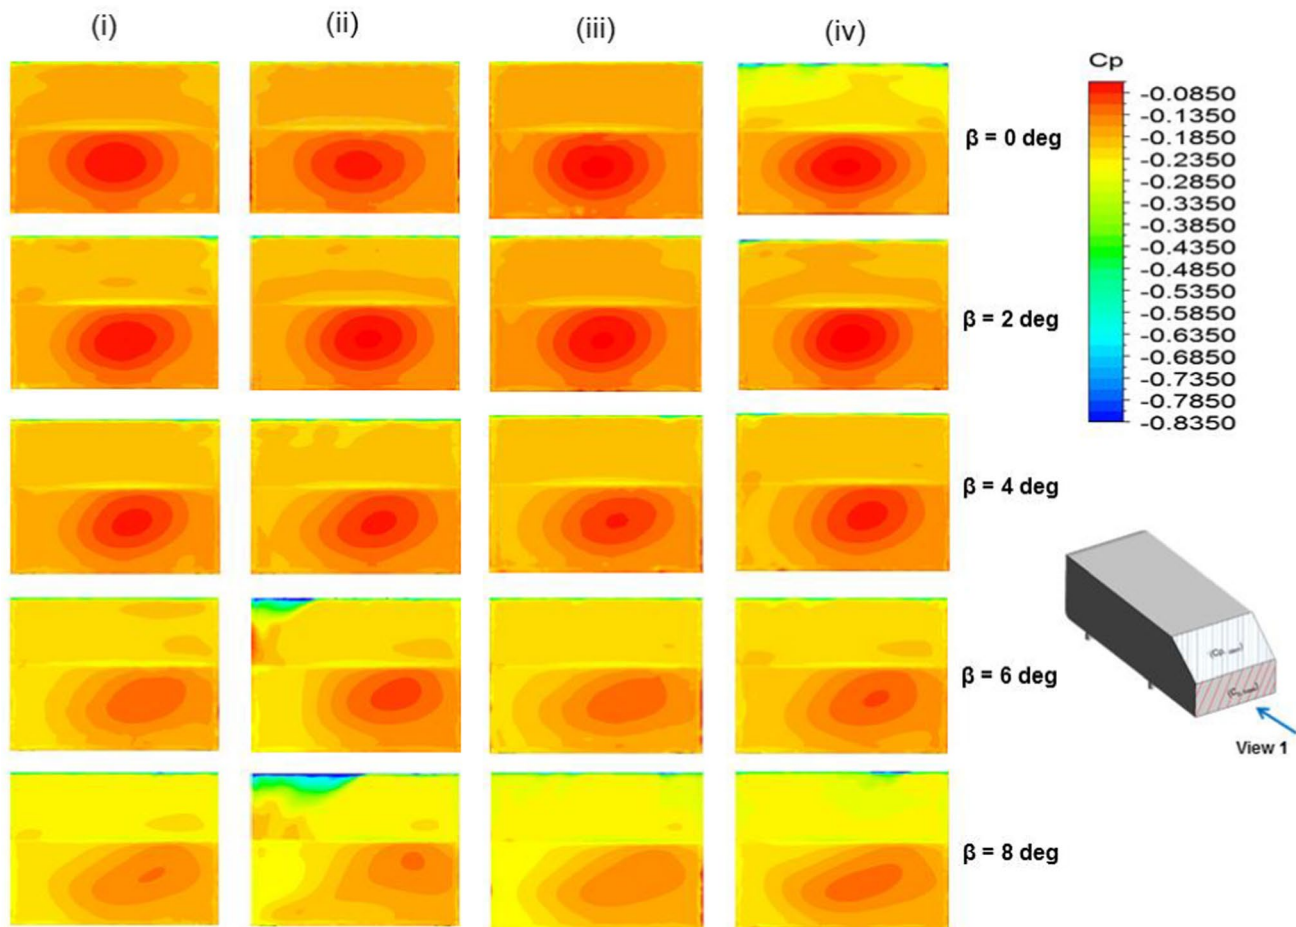 (i) (ii) (iii) (iv)
Cp
-0.0850
-0.1350
-0.1850
-0.2350
-0.2850
-0.3350
-0.3850
-0.4350
-0.4850
-0.5350
-0.5850
-0.6350
-0.6850
-0.7350
-0.7850
-0.8350
β = 0 deg
β = 2 deg
β = 4 deg
β = 6 deg
β = 8 deg
View 1